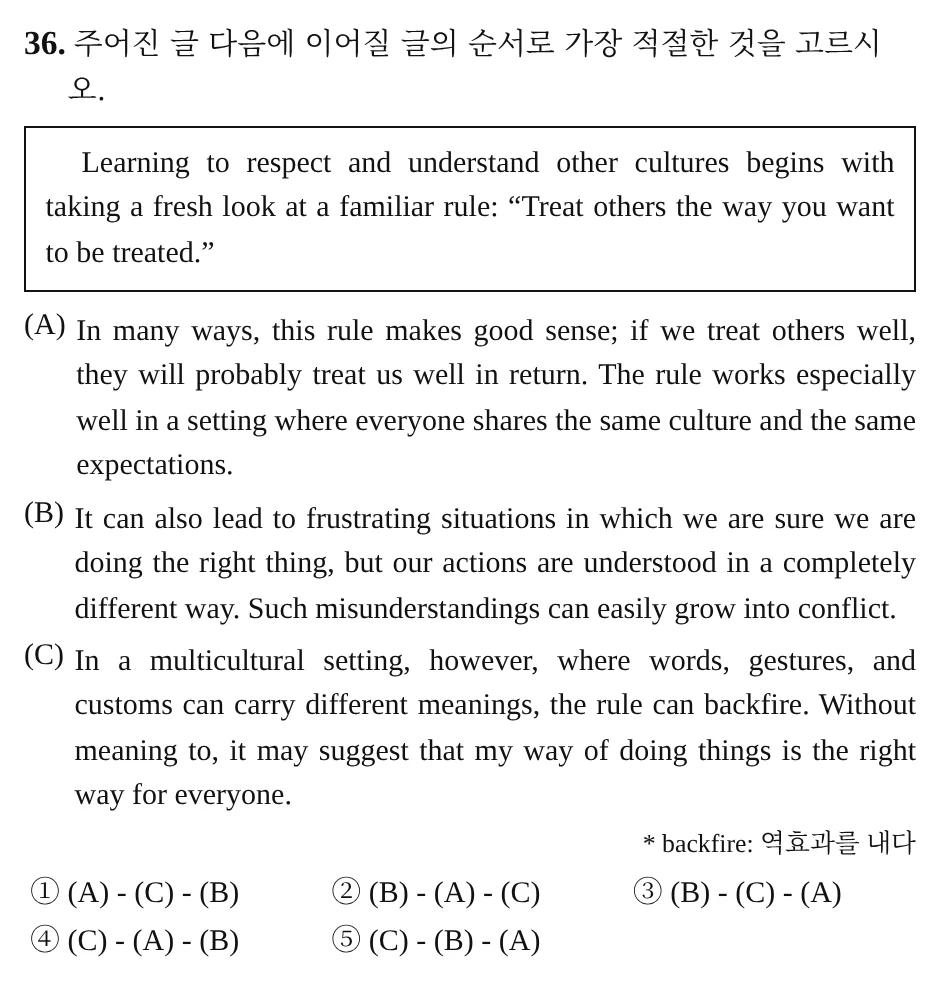 36. 주어진 글 다음에 이어질 글의 순서로 가장 적절한 것을 고르시
오.
Learning to respect and understand other cultures begins with
taking a fresh look at a familiar rule: “Treat others the way you want
to be treated.”
(A) In many ways, this rule makes good sense; if we treat others well,
they will probably treat us well in return. The rule works especially
well in a setting where everyone shares the same culture and the same
expectations.
(B) It can also lead to frustrating situations in which we are sure we are
doing the right thing, but our actions are understood in a completely
different way. Such misunderstandings can easily grow into conflict.
(C) In a multicultural setting, however, where words, gestures, and
customs can carry different meanings, the rule can backfire. Without
meaning to, it may suggest that my way of doing things is the right
way for everyone.
* backfire: 역효과를 내다
① (A) - (C) - (B) ② (B) - (A) - (C) ③ (B) - (C) - (A)
④ (C) - (A) - (B) ⑤ (C) - (B) - (A)